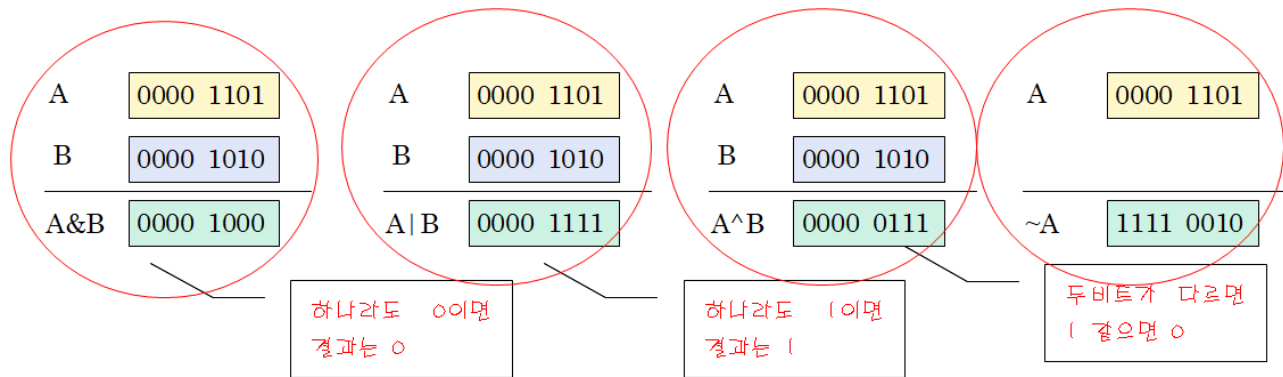 A 0000 1101
B 0000 1010
A&B 0000 1000
하나라도 0이면
결과는 0
A 0000 1101
B 0000 1010
A|B 0000 1111
하나라도 1이면
결과는 1
A 0000 1101
B 0000 1010
A^B 0000 0111
두비트가 다르면
1 같으면 0
A 0000 1101
~A 1111 0010